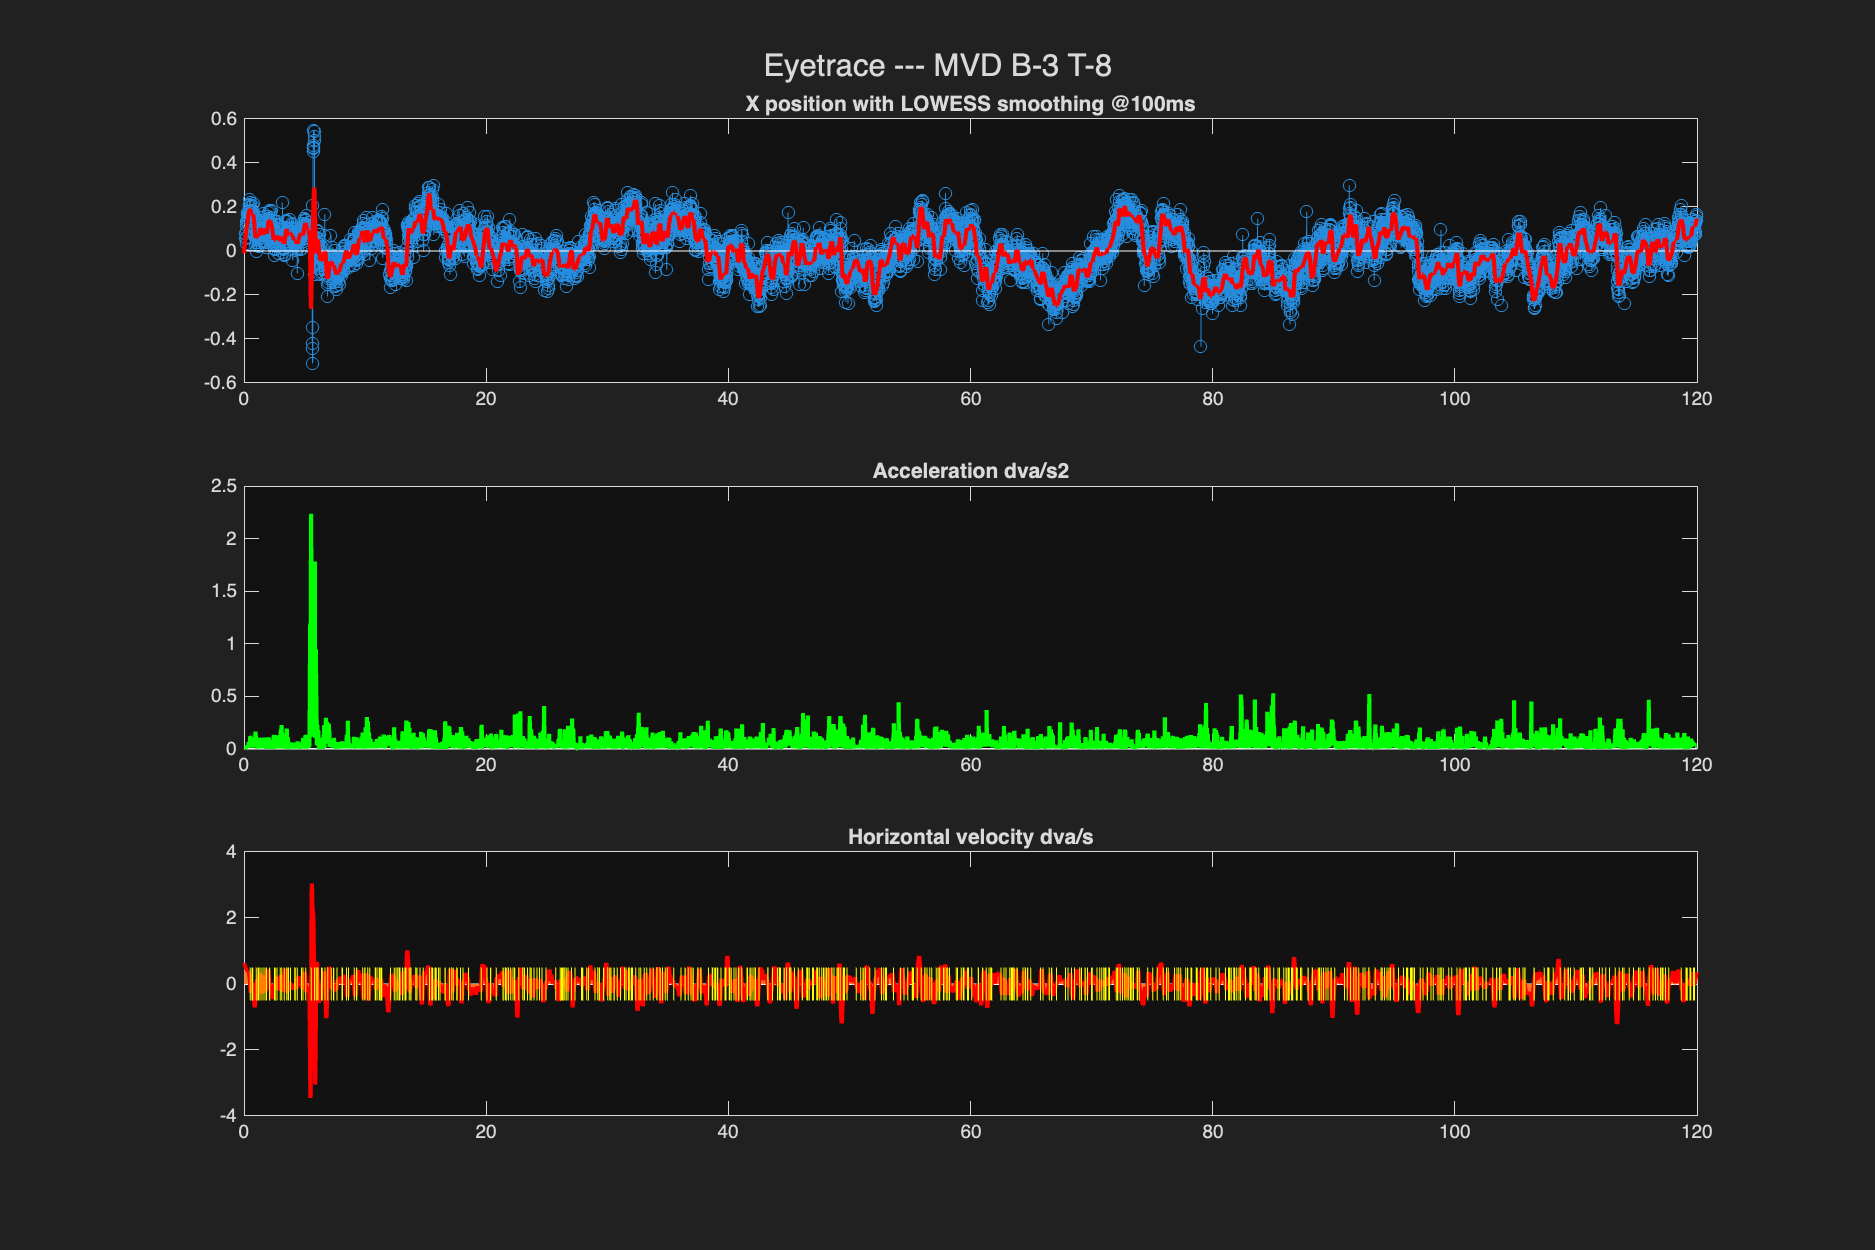 Eyetrace --- MVD B-3 T-8
X position with LOWESS smoothing @100ms
0.6
0.4
0.2
0
-0.2
-0.4
-0.6
0 20 40 60 80 100 120
Acceleration dva/s2
2.5
2
1.5
1
0.5
0
0 20 40 60 80 100 120
Horizontal velocity dva/s
4
2
0
-2
-4
0 20 40 60 80 100 120